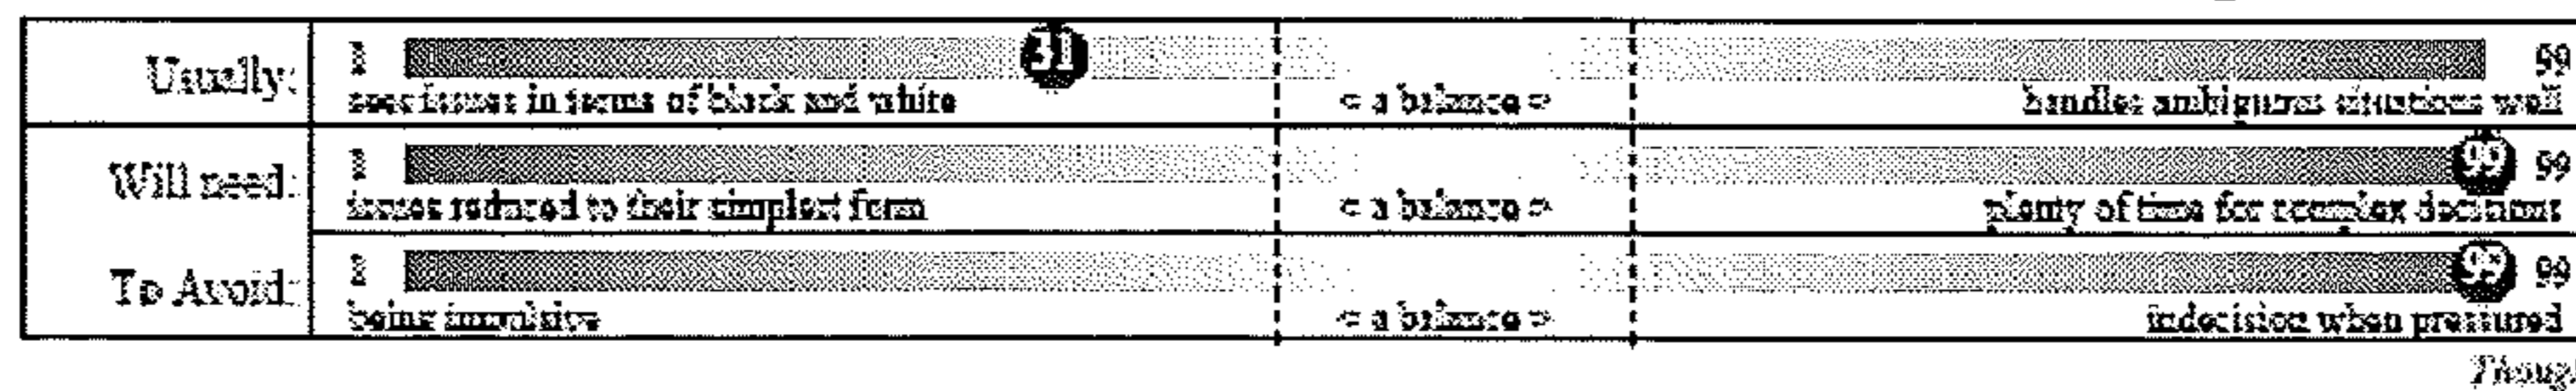 Usually: 1 31 99
sees issues in terms of black and white < a balance > handles ambiguous situations well
Will need: 1 99 99
issues reduced to their simplest form < a balance > plenty of time for complex decisions
To Avoid: 1 99
being impulsive < a balance > indecision when pressured
Though